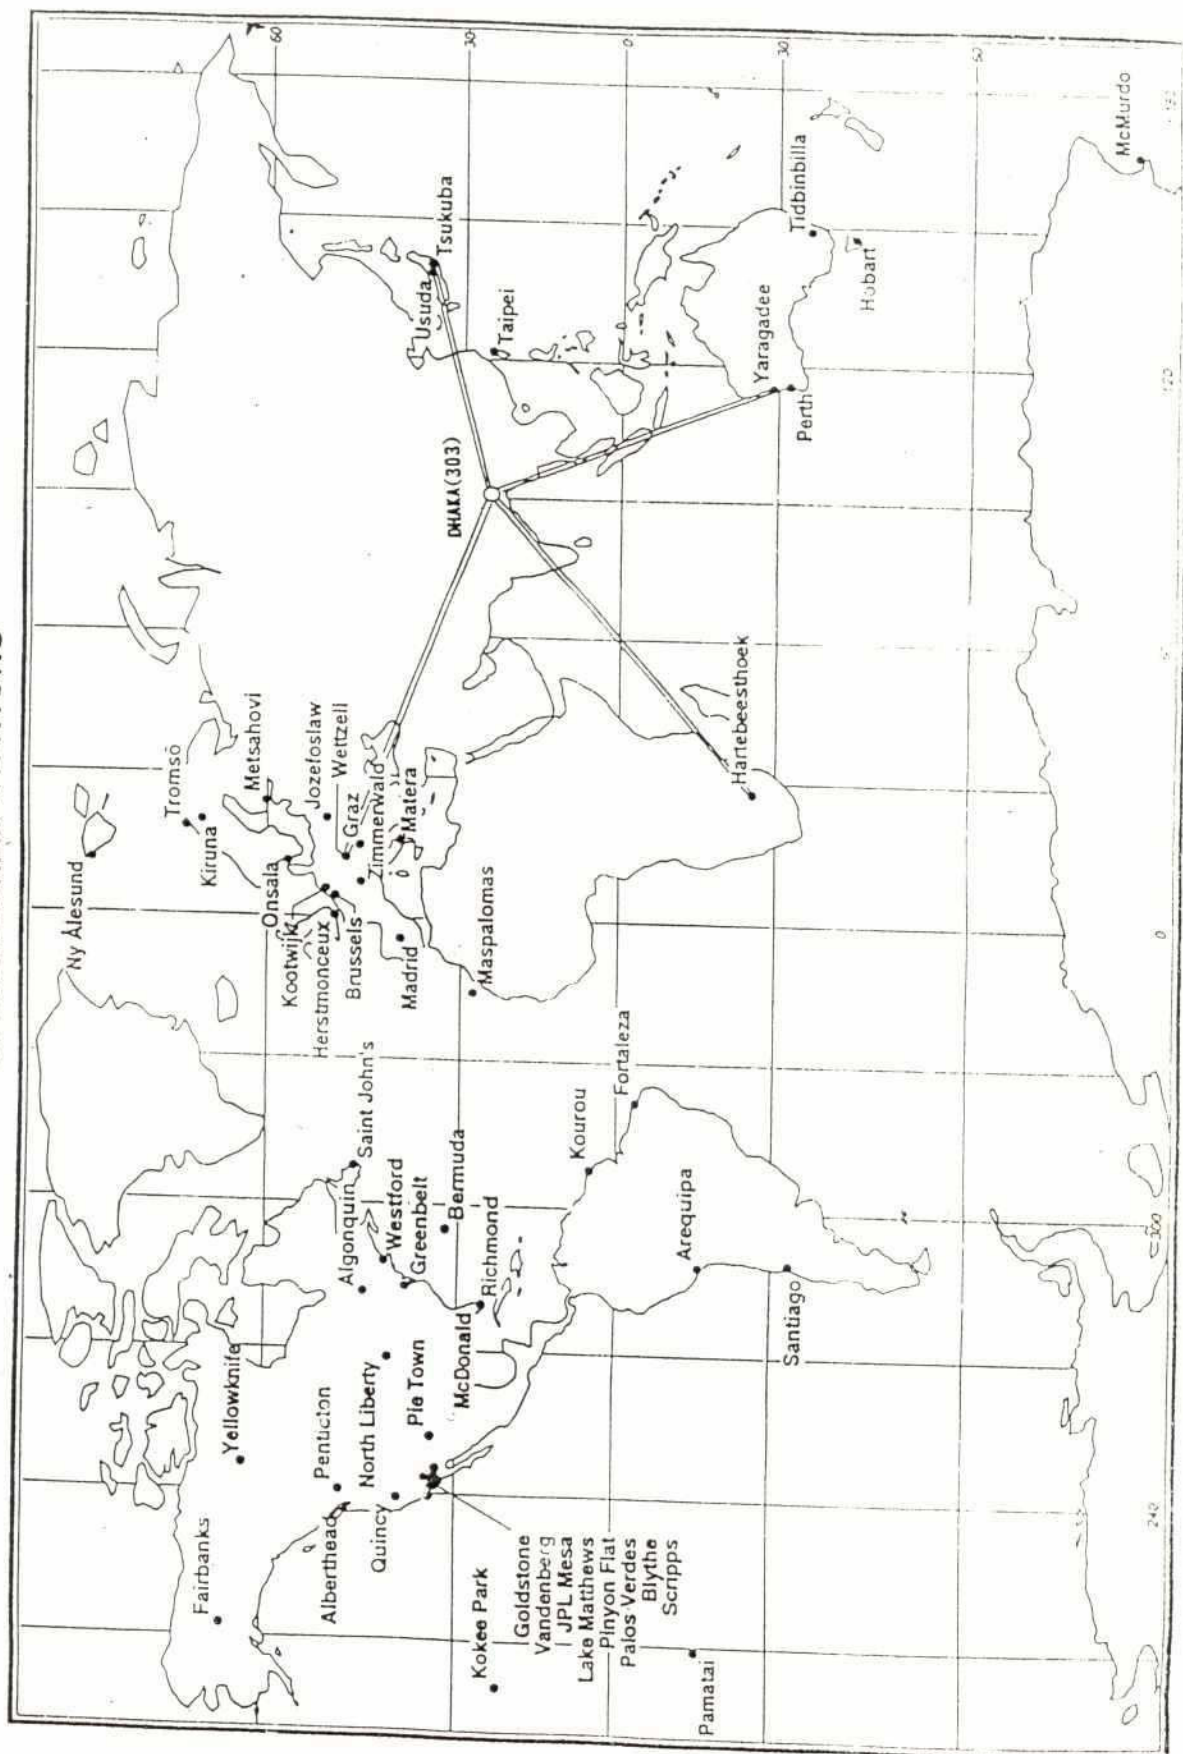 Ny Ålesund
Tromsö
Kiruna
Metsahovi
Onsala
Kootwijk
Herstmonceux
Brussels
Jozefoslaw
Wettzell
Graz
Zimmerwald
Matera
Madrid
Maspalomas
Hartebeesthoek
DHAKA(303)
Usuda
Tsukuba
Taipei
Yaragadee
Perth
Tidbinbilla
Hobart
McMurdo
Fairbanks
Yellowknife
Penticton
Alberthead
Quincy
North Liberty
Pie Town
McDonald
Algonquin
Saint John's
Westford
Greenbelt
Bermuda
Richmond
Kokee Park
Goldstone
Vandenberg
JPL Mesa
Lake Matthews
Pinyon Flat
Palos Verdes
Blythe
Scripps
Pamatai
Kourou
Fortaleza
Arequipa
Santiago
60
30
0
30
60
240
300
0
120